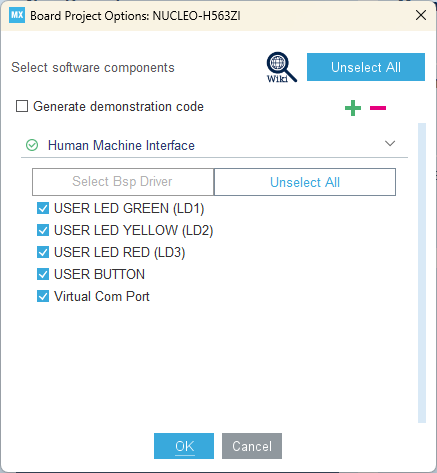 MX Board Project Options: NUCLEO-H563ZI
Select software components
Wiki
Unselect All
Generate demonstration code
Human Machine Interface
Select Bsp Driver
Unselect All
USER LED GREEN (LD1)
USER LED YELLOW (LD2)
USER LED RED (LD3)
USER BUTTON
Virtual Com Port
OK
Cancel